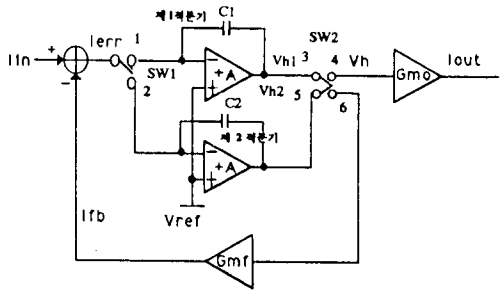 제1적분기
C1
SW2
Iin
+
Ierr
1
−
+A
Vh1
3
4
Vh
Gmo
Iout
−
SW1
2
Vh2
5
6
C2
제2적분기
−
+A
+
Ifb
Vref
Gmf